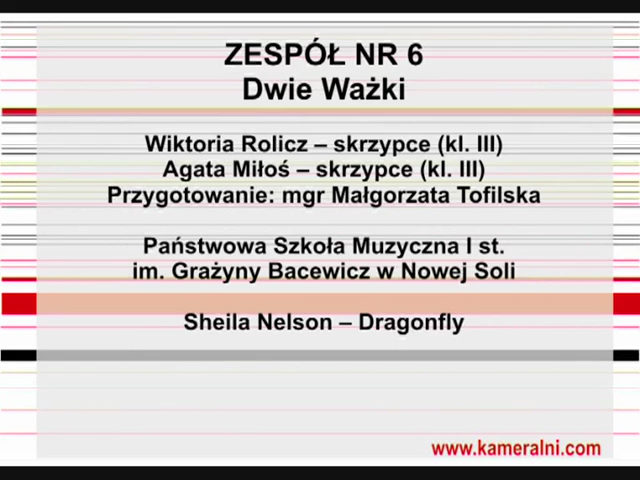 ZESPÓŁ NR 6
Dwie Ważki
Wiktoria Rolicz – skrzypce (kl. III)
Agata Miłoś – skrzypce (kl. III)
Przygotowanie: mgr Małgorzata Tofilska
Państwowa Szkoła Muzyczna I st.
im. Grażyny Bacewicz w Nowej Soli
Sheila Nelson – Dragonfly
www.kameralni.com